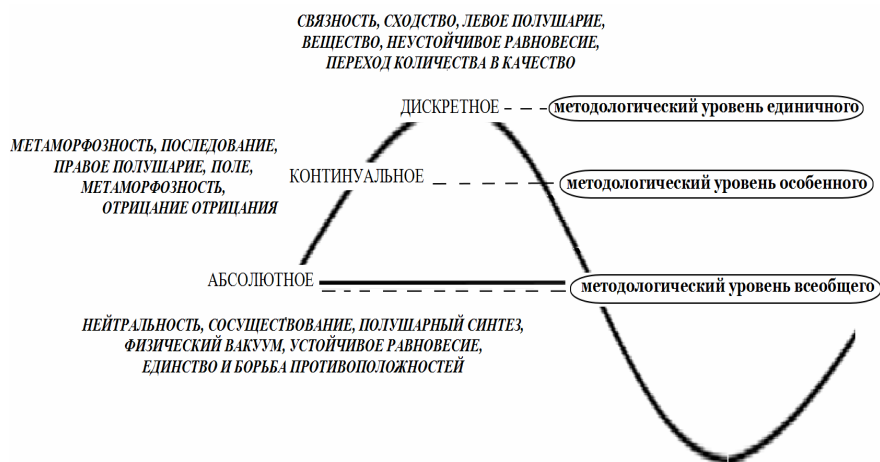 СВЯЗНОСТЬ, СХОДСТВО, ЛЕВОЕ ПОЛУШАРИЕ,
ВЕЩЕСТВО, НЕУСТОЙЧИВОЕ РАВНОВЕСИЕ,
ПЕРЕХОД КОЛИЧЕСТВА В КАЧЕСТВО
ДИСКРЕТНОЕ
методологический уровень единичного
МЕТАМОРФОЗНОСТЬ, ПОСЛЕДОВАНИЕ,
ПРАВОЕ ПОЛУШАРИЕ, ПОЛЕ,
МЕТАМОРФОЗНОСТЬ,
ОТРИЦАНИЕ ОТРИЦАНИЯ
КОНТИНУАЛЬНОЕ
методологический уровень особенного
АБСОЛЮТНОЕ
методологический уровень всеобщего
НЕЙТРАЛЬНОСТЬ, СОСУЩЕСТВОВАНИЕ, ПОЛУШАРНЫЙ СИНТЕЗ,
ФИЗИЧЕСКИЙ ВАКУУМ, УСТОЙЧИВОЕ РАВНОВЕСИЕ,
ЕДИНСТВО И БОРЬБА ПРОТИВОПОЛОЖНОСТЕЙ